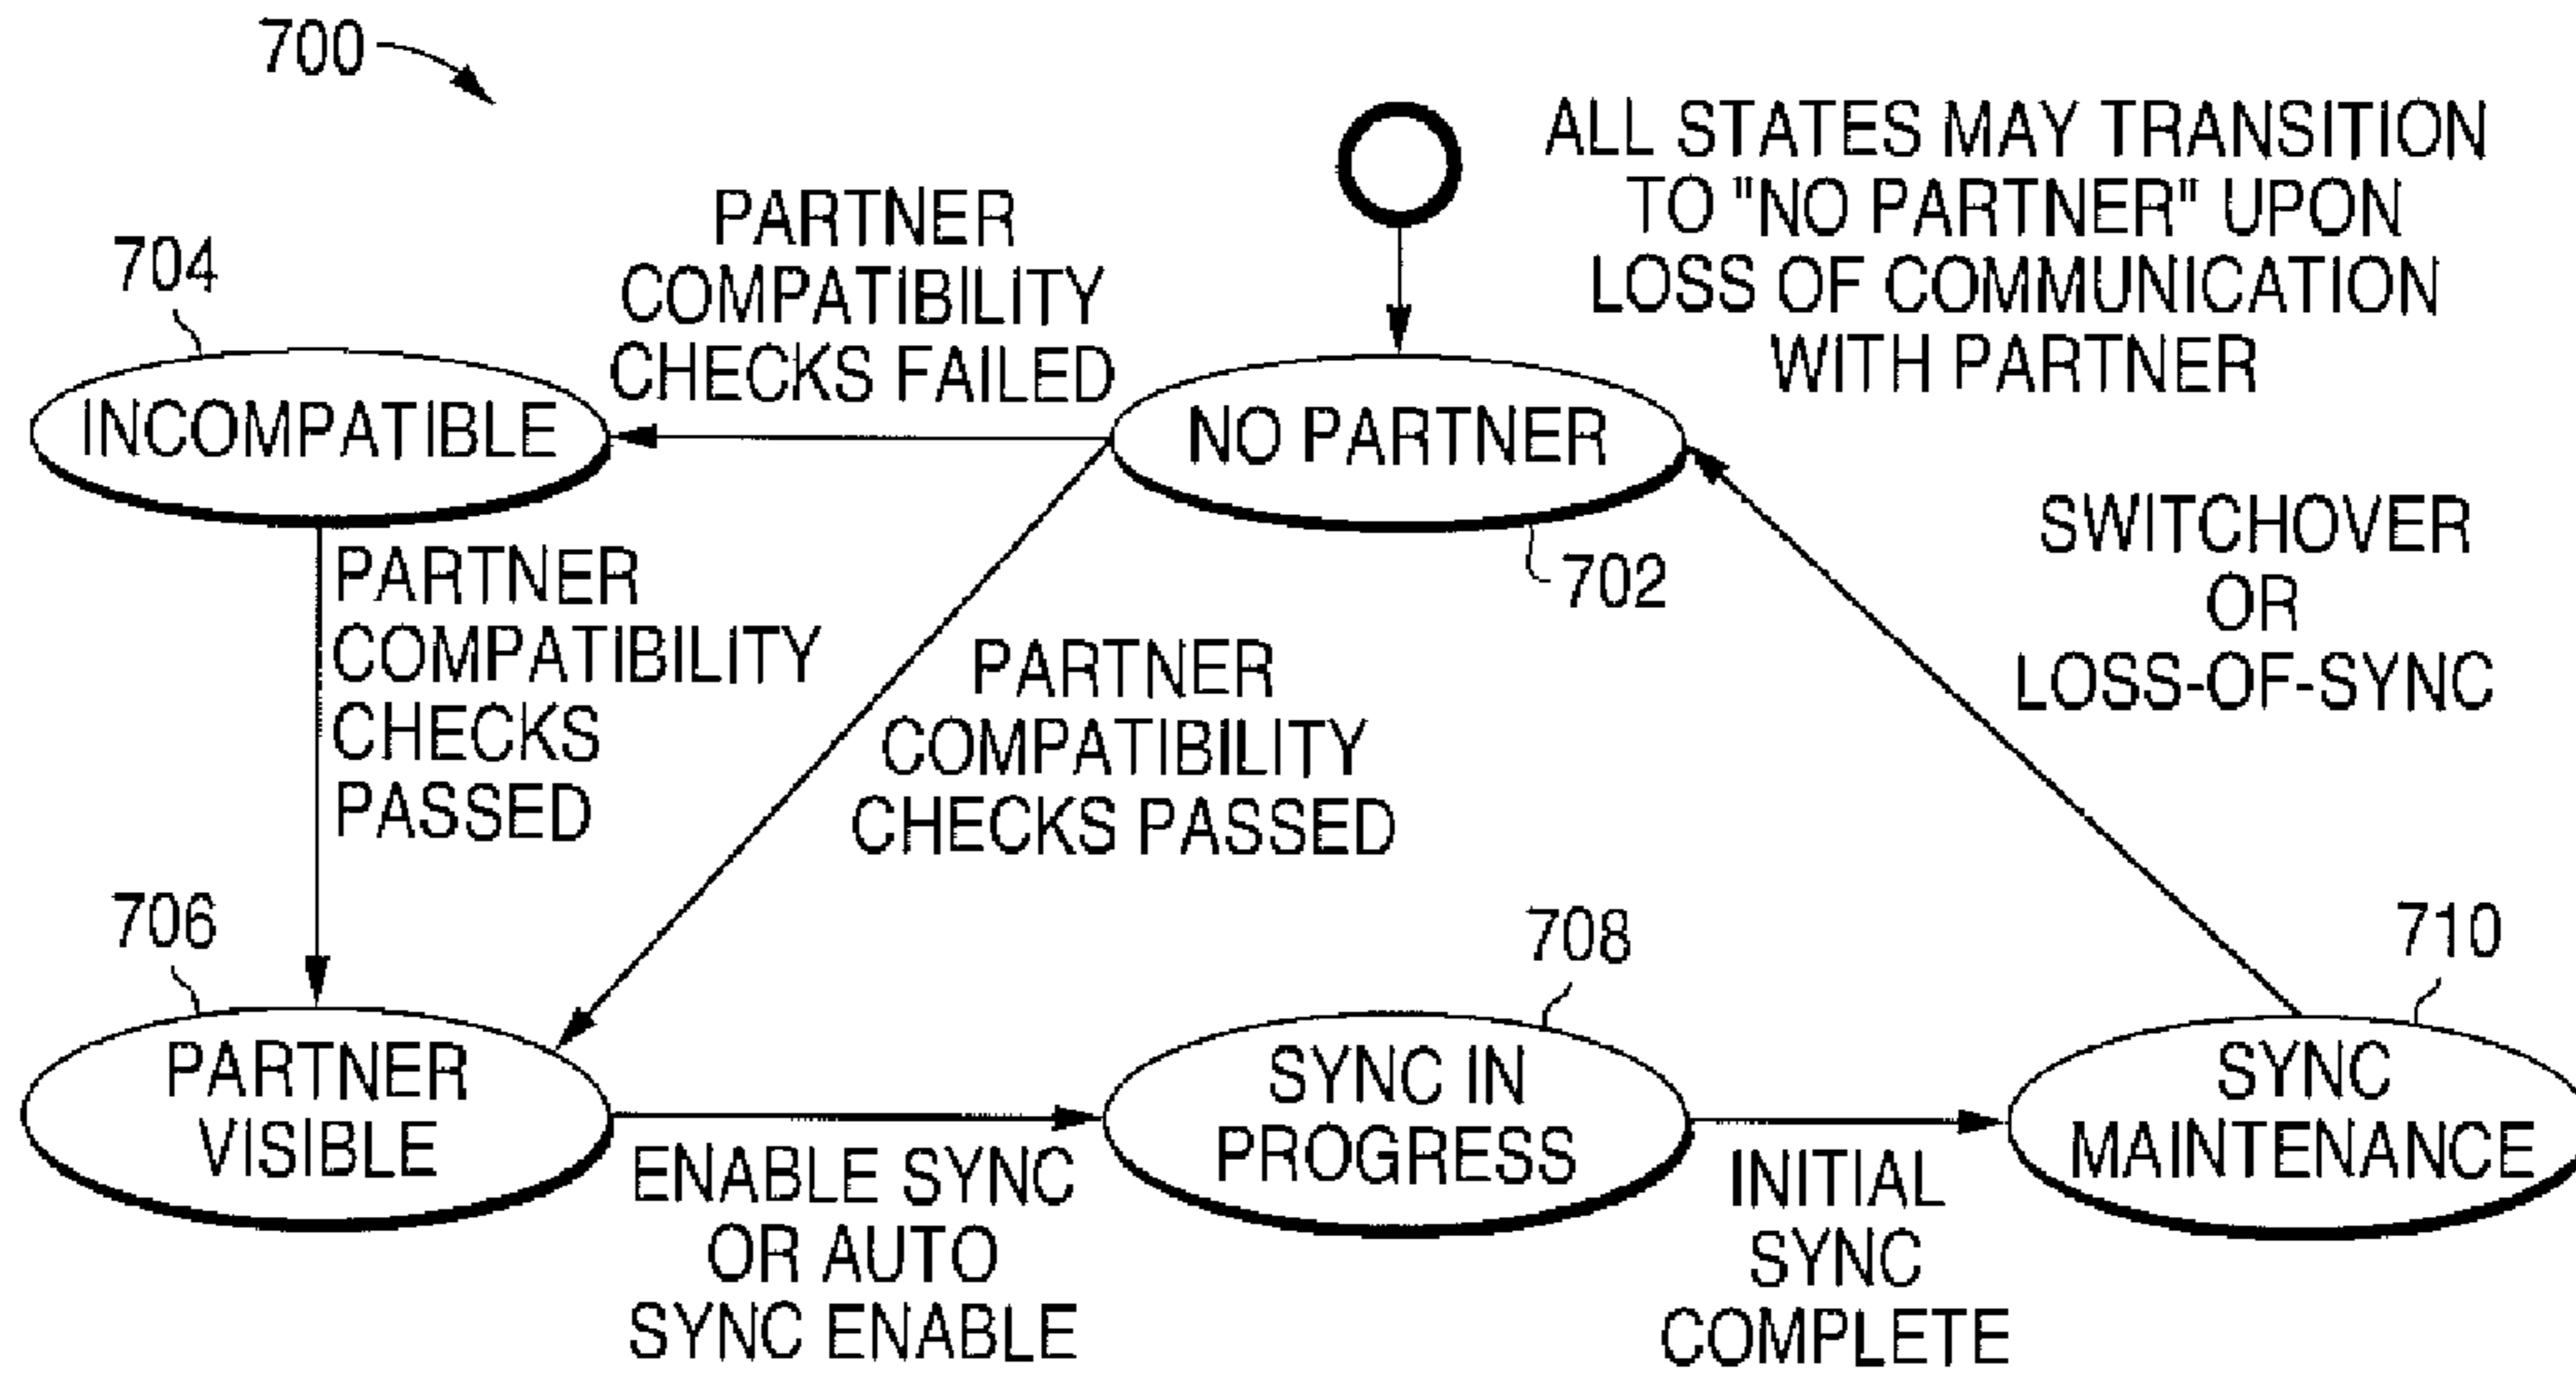 700
ALL STATES MAY TRANSITION
TO "NO PARTNER" UPON
LOSS OF COMMUNICATION
WITH PARTNER
PARTNER
COMPATIBILITY
CHECKS FAILED
704
INCOMPATIBLE
NO PARTNER
702
SWITCHOVER
OR
LOSS-OF-SYNC
PARTNER
COMPATIBILITY
CHECKS
PASSED
PARTNER
COMPATIBILITY
CHECKS PASSED
706
PARTNER
VISIBLE
708
SYNC IN
PROGRESS
710
SYNC
MAINTENANCE
ENABLE SYNC
OR AUTO
SYNC ENABLE
INITIAL
SYNC
COMPLETE